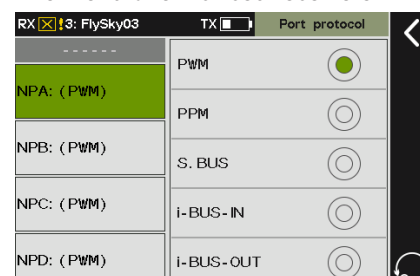 RX 3: FlySky03 TX Port protocol
------
NPA: (PWM)
NPB: (PWM)
NPC: (PWM)
NPD: (PWM)
PWM
PPM
S.BUS
i-BUS-IN
i-BUS-OUT